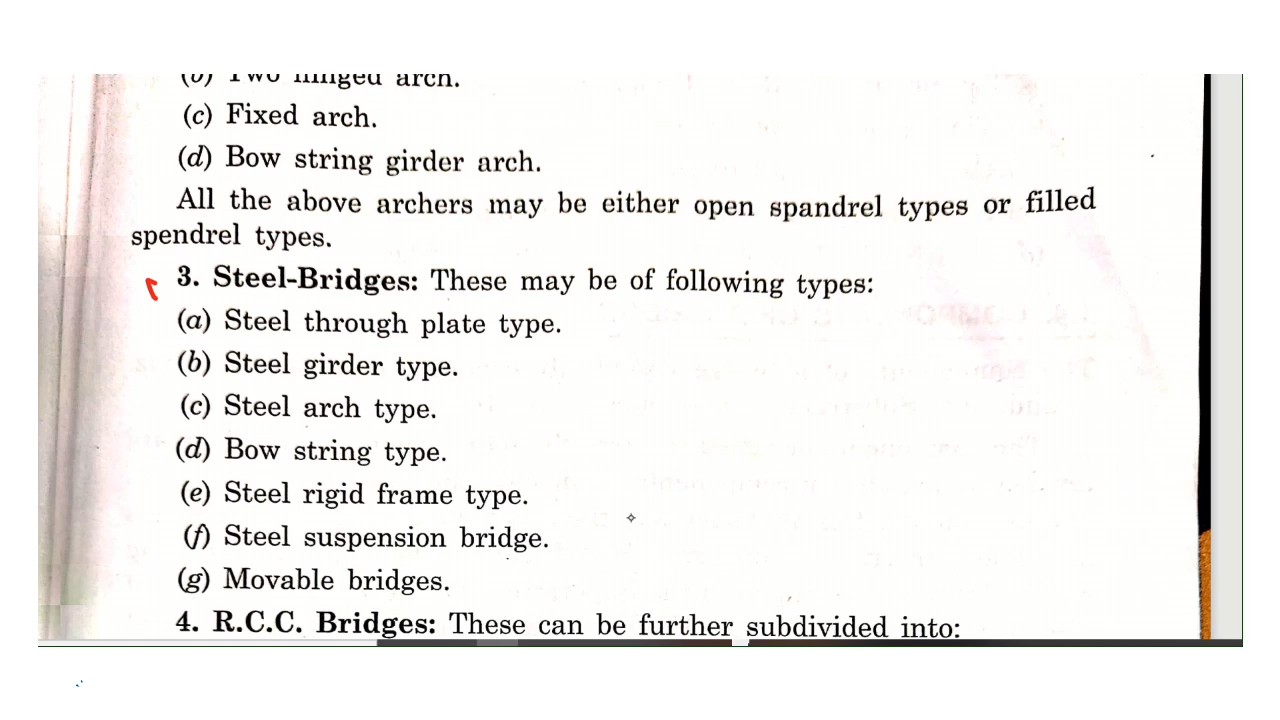 (b) Two hinged arch.
(c) Fixed arch.
(d) Bow string girder arch.
All the above archers may be either open spandrel types or filled
spendrel types.
3. Steel-Bridges: These may be of following types:
(a) Steel through plate type.
(b) Steel girder type.
(c) Steel arch type.
(d) Bow string type.
(e) Steel rigid frame type.
(f) Steel suspension bridge.
(g) Movable bridges.
4. R.C.C. Bridges: These can be further subdivided into: